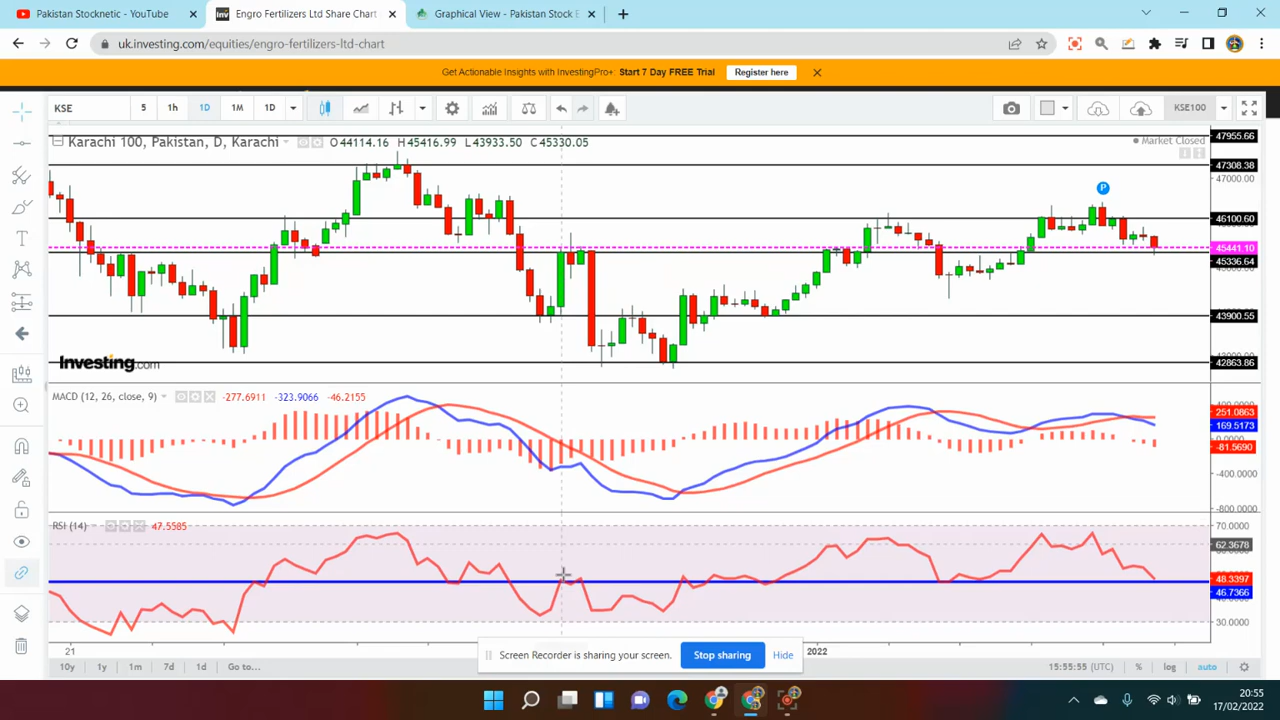 Pakistan Stocknetic - YouTube
Engro Fertilizers Ltd Share Chart
Graphical View - Pakistan Stock E
uk.investing.com/equities/engro-fertilizers-ltd-chart
Get Actionable Insights with InvestingPro+: Start 7 Day FREE Trial
Register here
KSE 5 1h 1D 1M 1D KSE100
Karachi 100, Pakistan, D, Karachi O44114.16 H45416.99 L43933.50 C45330.05
Market Closed
47955.66
47308.38
47000.00
46100.60
45441.10
45336.64
43900.55
42863.86
Investing.com
MACD (12, 26, close, 9) -277.6911 -323.9066 -46.2155
251.0863
169.5173
0.0000
-81.5690
-400.0000
-800.0000
RSI (14) 47.5585
70.0000
62.3678
48.3397
46.7366
30.0000
21 2022
Screen Recorder is sharing your screen. Stop sharing Hide
10y 1y 1m 7d 1d Go to... 15:55:55 (UTC) % log auto
20:55
17/02/2022